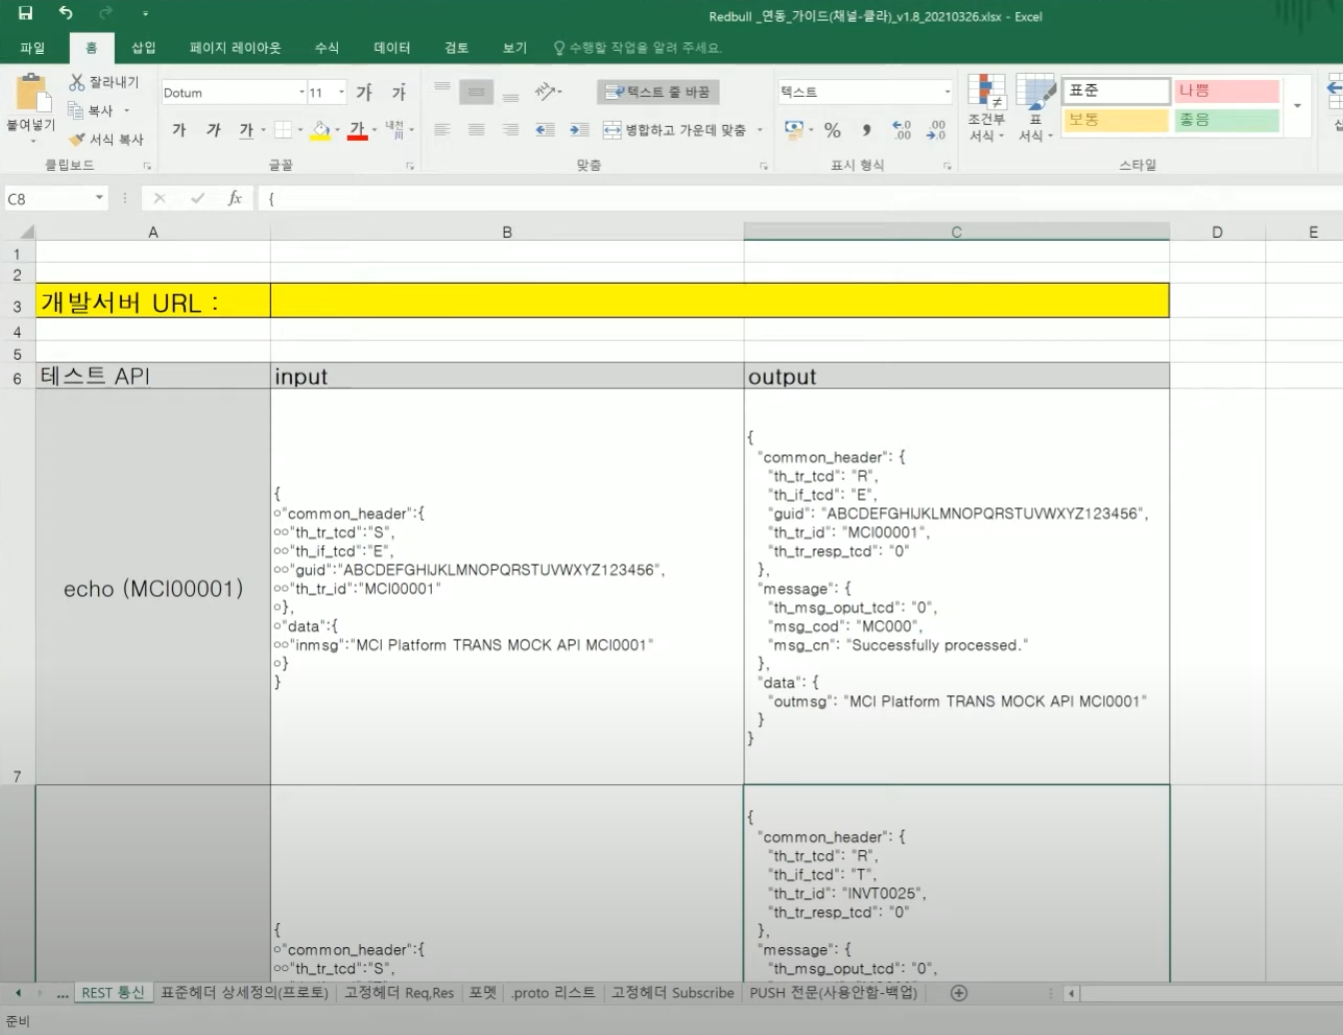 Redbull _연동_가이드(채널-클라)_v1.8_20210326.xlsx - Excel
파일 홈 삽입 페이지 레이아웃 수식 데이터 검토 보기 수행할 작업을 알려 주세요.
붙여넣기
잘라내기
복사
서식 복사
클립보드
Dotum 11 가 가
가 가 가 가 내천
글꼴
텍스트 줄 바꿈
병합하고 가운데 맞춤
맞춤
텍스트
%
표시 형식
조건부 서식
표 서식
표준 나쁨
보통 좋음
스타일
C8 fx {
A B C D E
1
2
3 개발서버 URL :
4
5
6 테스트 API input output
7
echo (MCI00001)
{
"common_header":{
"th_tr_tcd":"S",
"th_if_tcd":"E",
"guid":"ABCDEFGHIJKLMNOPQRSTUVWXYZ123456",
"th_tr_id":"MCI00001"
},
"data":{
"inmsg":"MCI Platform TRANS MOCK API MCI0001"
}
}
{
"common_header": {
"th_tr_tcd": "R",
"th_if_tcd": "E",
"guid": "ABCDEFGHIJKLMNOPQRSTUVWXYZ123456",
"th_tr_id": "MCI00001",
"th_tr_resp_tcd": "0"
},
"message": {
"th_msg_oput_tcd": "0",
"msg_cod": "MC000",
"msg_cn": "Successfully processed."
},
"data": {
"outmsg": "MCI Platform TRANS MOCK API MCI0001"
}
}
{
"common_header":{
"th_tr_tcd":"S",
{
"common_header": {
"th_tr_tcd": "R",
"th_if_tcd": "T",
"th_tr_id": "INVT0025",
"th_tr_resp_tcd": "0"
},
"message": {
"th_msg_oput_tcd": "0",
... REST 통신 표준헤더 상세정의(프로토) 고정헤더 Req,Res 포멧 .proto 리스트 고정헤더 Subscribe PUSH 전문(사용안함-백업)
준비